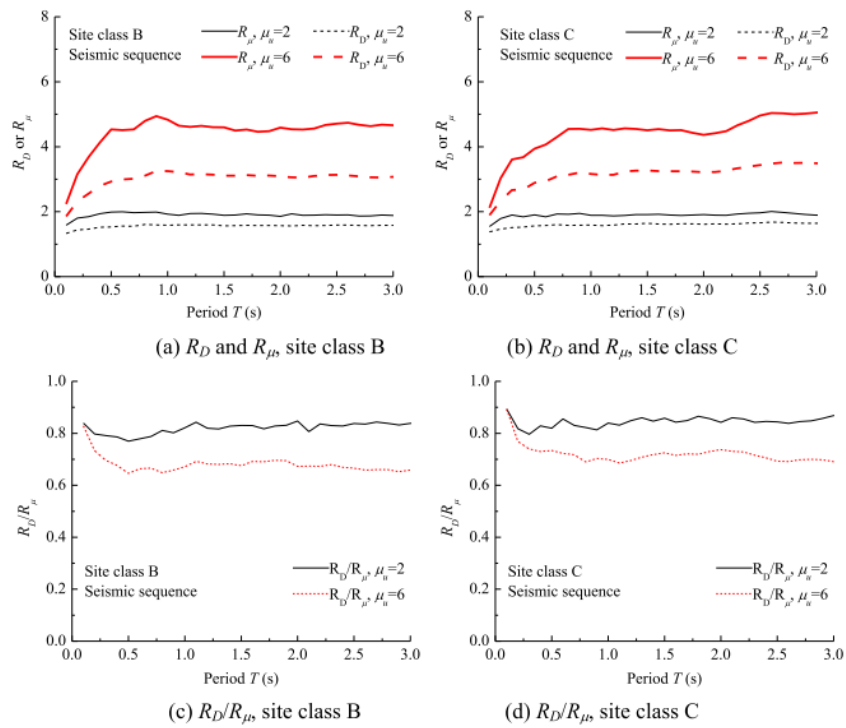 8
6
4
2
0
R_D or R_μ
Site class B
Seismic sequence
R_μ, μ_u=2
R_D, μ_u=2
R_μ, μ_u=6
R_D, μ_u=6
0.0 0.5 1.0 1.5 2.0 2.5 3.0
Period T (s)
(a) R_D and R_μ, site class B
8
6
4
2
0
R_D or R_μ
Site class C
Seismic sequence
R_μ, μ_u=2
R_D, μ_u=2
R_μ, μ_u=6
R_D, μ_u=6
0.0 0.5 1.0 1.5 2.0 2.5 3.0
Period T (s)
(b) R_D and R_μ, site class C
1.0
0.8
0.6
0.4
0.2
0.0
R_D/R_μ
Site class B
Seismic sequence
R_D/R_μ, μ_u=2
R_D/R_μ, μ_u=6
0.0 0.5 1.0 1.5 2.0 2.5 3.0
Period T (s)
(c) R_D/R_μ, site class B
1.0
0.8
0.6
0.4
0.2
0.0
R_D/R_μ
Site class C
Seismic sequence
R_D/R_μ, μ_u=2
R_D/R_μ, μ_u=6
0.0 0.5 1.0 1.5 2.0 2.5 3.0
Period T (s)
(d) R_D/R_μ, site class C